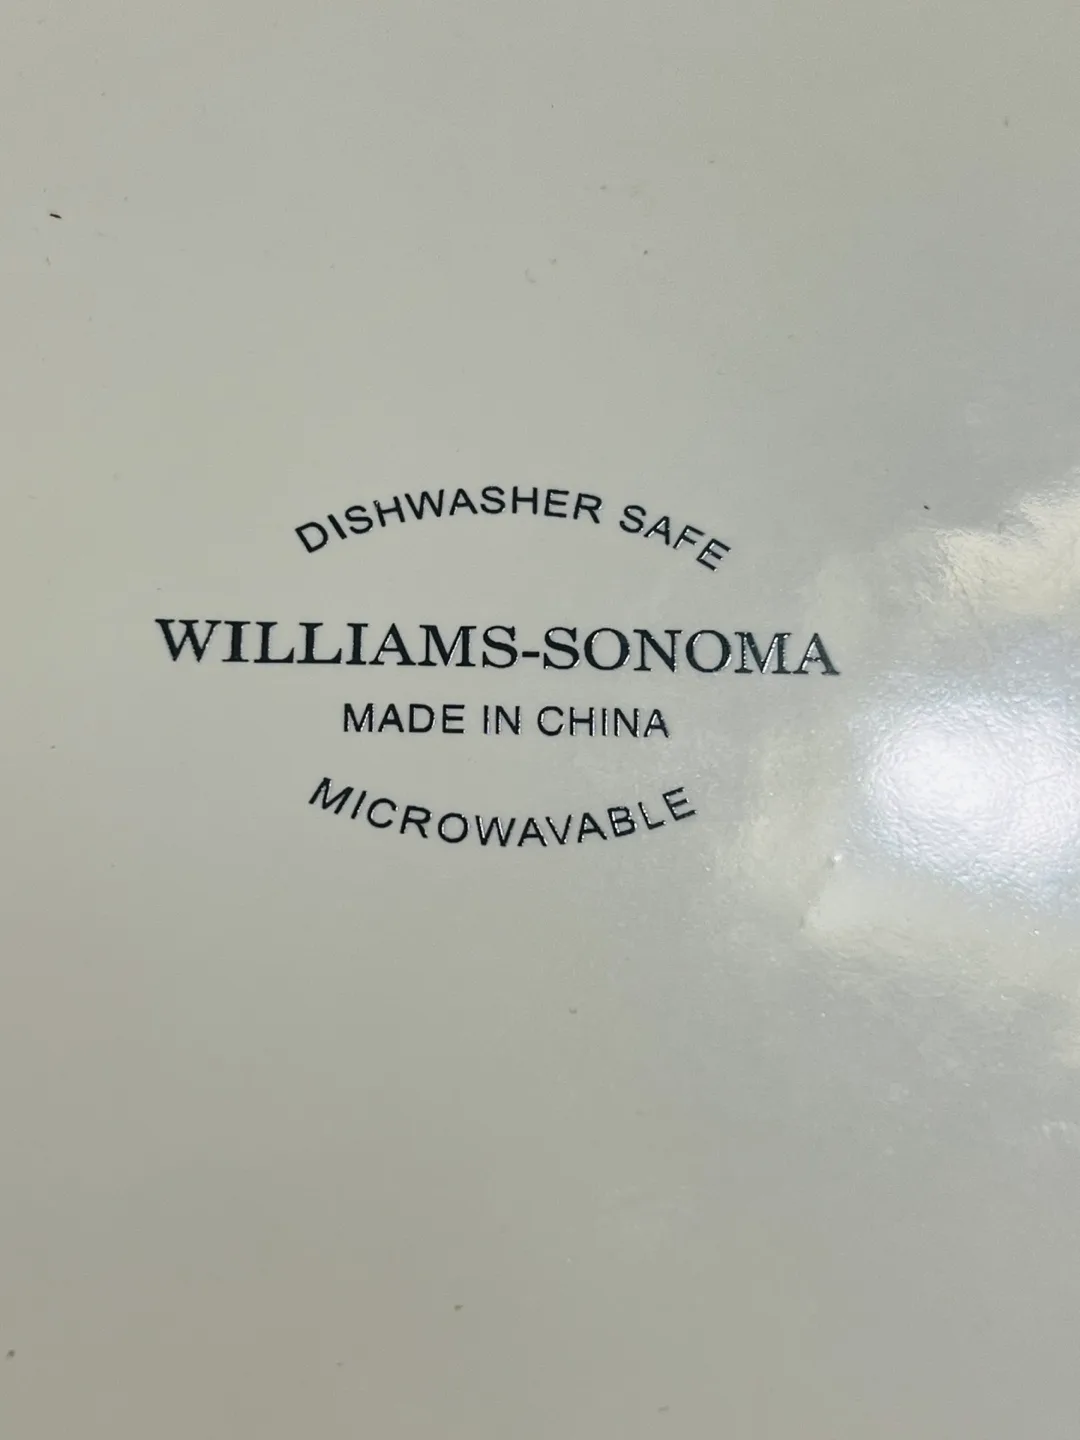 DISHWASHER SAFE
WILLIAMS-SONOMA
MADE IN CHINA
MICROWAVABLE